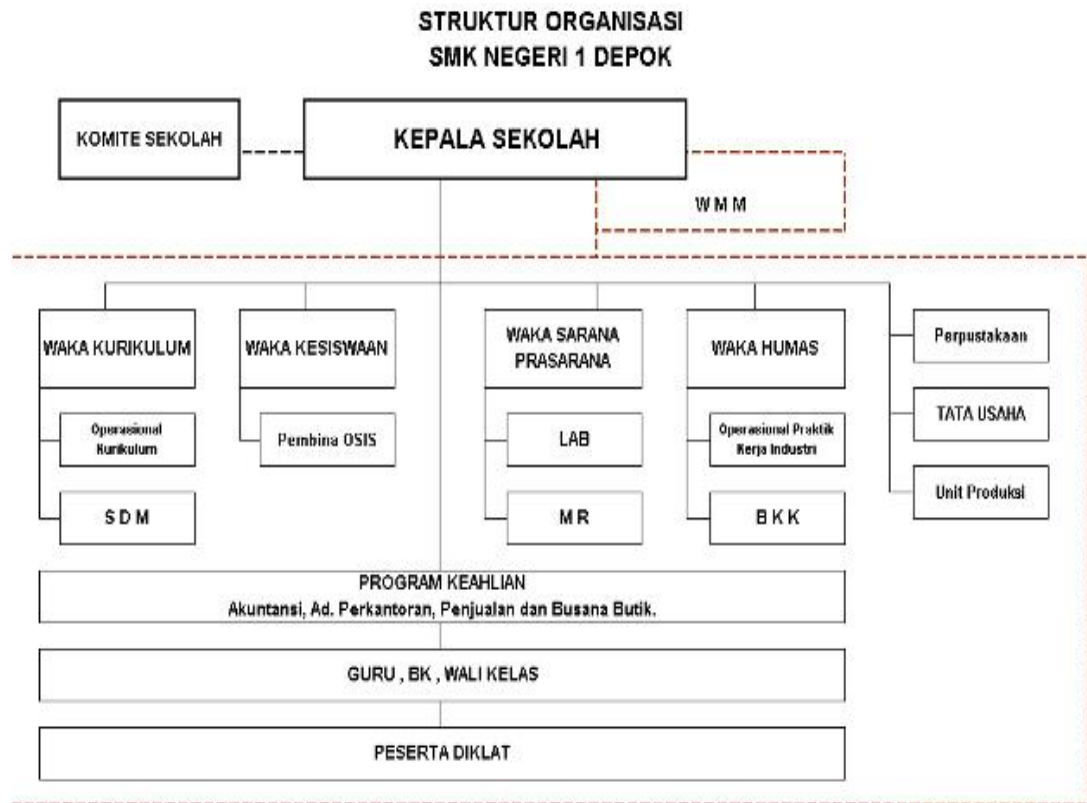 STRUKTUR ORGANISASI
SMK NEGERI 1 DEPOK
KOMITE SEKOLAH
KEPALA SEKOLAH
W M M
WAKA KURIKULUM
WAKA KESISWAAN
WAKA SARANA
PRASARANA
WAKA HUMAS
Perpustakaan
Operasional
Kurikulum
Pembina OSIS
LAB
Operasional Praktik
Kerja Industri
TATA USAHA
S D M
M R
B K K
Unit Produksi
PROGRAM KEAHLIAN
Akuntansi, Ad. Perkantoran, Penjualan dan Busana Butik.
GURU , BK , WALI KELAS
PESERTA DIKLAT